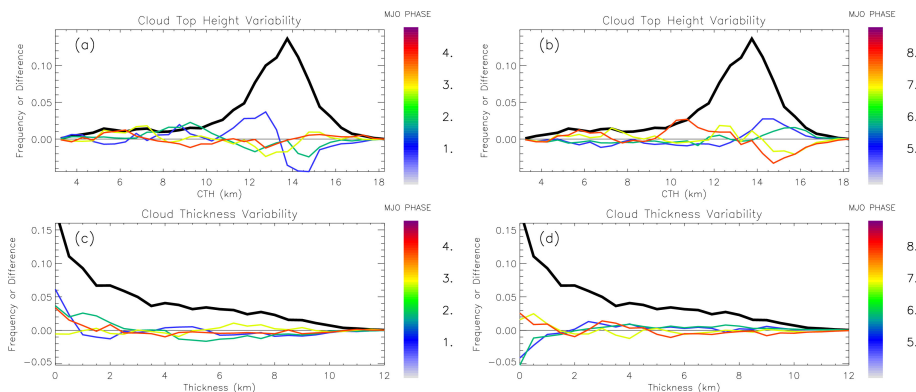 Cloud Top Height Variability
MJO PHASE
(a)
Frequency or Difference
0.10
0.05
0.00
4 6 8 10 12 14 16 18
CTH (km)
4.
3.
2.
1.
Cloud Top Height Variability
MJO PHASE
(b)
Frequency or Difference
0.10
0.05
0.00
4 6 8 10 12 14 16 18
CTH (km)
8.
7.
6.
5.
Cloud Thickness Variability
MJO PHASE
(c)
Frequency or Difference
0.15
0.10
0.05
0.00
-0.05
0 2 4 6 8 10 12
Thickness (km)
4.
3.
2.
1.
Cloud Thickness Variability
MJO PHASE
(d)
Frequency or Difference
0.15
0.10
0.05
0.00
-0.05
0 2 4 6 8 10 12
Thickness (km)
8.
7.
6.
5.